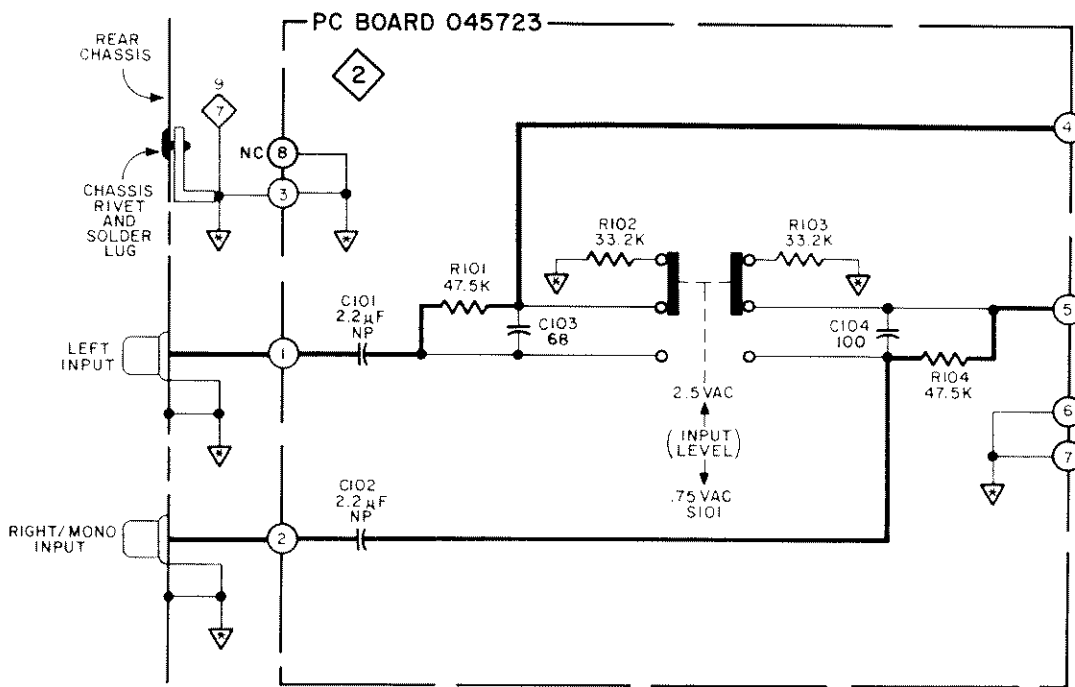 PC BOARD 045723
REAR
CHASSIS
2
9
7
4
NC
8
3
CHASSIS
RIVET
AND
SOLDER
LUG
*
*
R102
33.2K
R103
33.2K
*
*
R101
47.5K
C101
2.2µF
NP
C103
68
C104
100
5
LEFT
INPUT
1
R104
47.5K
2.5 VAC
6
(INPUT
LEVEL)
7
*
*
.75 VAC
S101
C102
2.2µF
NP
RIGHT/MONO
INPUT
2
*